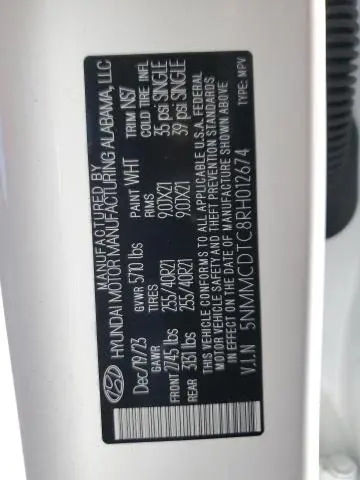 MANUFACTURED BY
HYUNDAI MOTOR MANUFACTURING ALABAMA, LLC
Dec/19/23 GVWR 5710 lbs PAINT WHT TRIM NS7
GAWR TIRES RIMS COLD TIRE INFL
FRONT 2745 lbs 255/40R21 9.0JX21 35 psi SINGLE
REAR 3131 lbs 255/40R21 9.0JX21 39 psi SINGLE
THIS VEHICLE CONFORMS TO ALL APPLICABLE U.S.A. FEDERAL
MOTOR VEHICLE SAFETY, BUMPER, AND THEFT PREVENTION STANDARDS
IN EFFECT ON THE DATE OF MANUFACTURE SHOWN ABOVE
V.I.N 5NMMCDTC8RH012674 TYPE: MPV